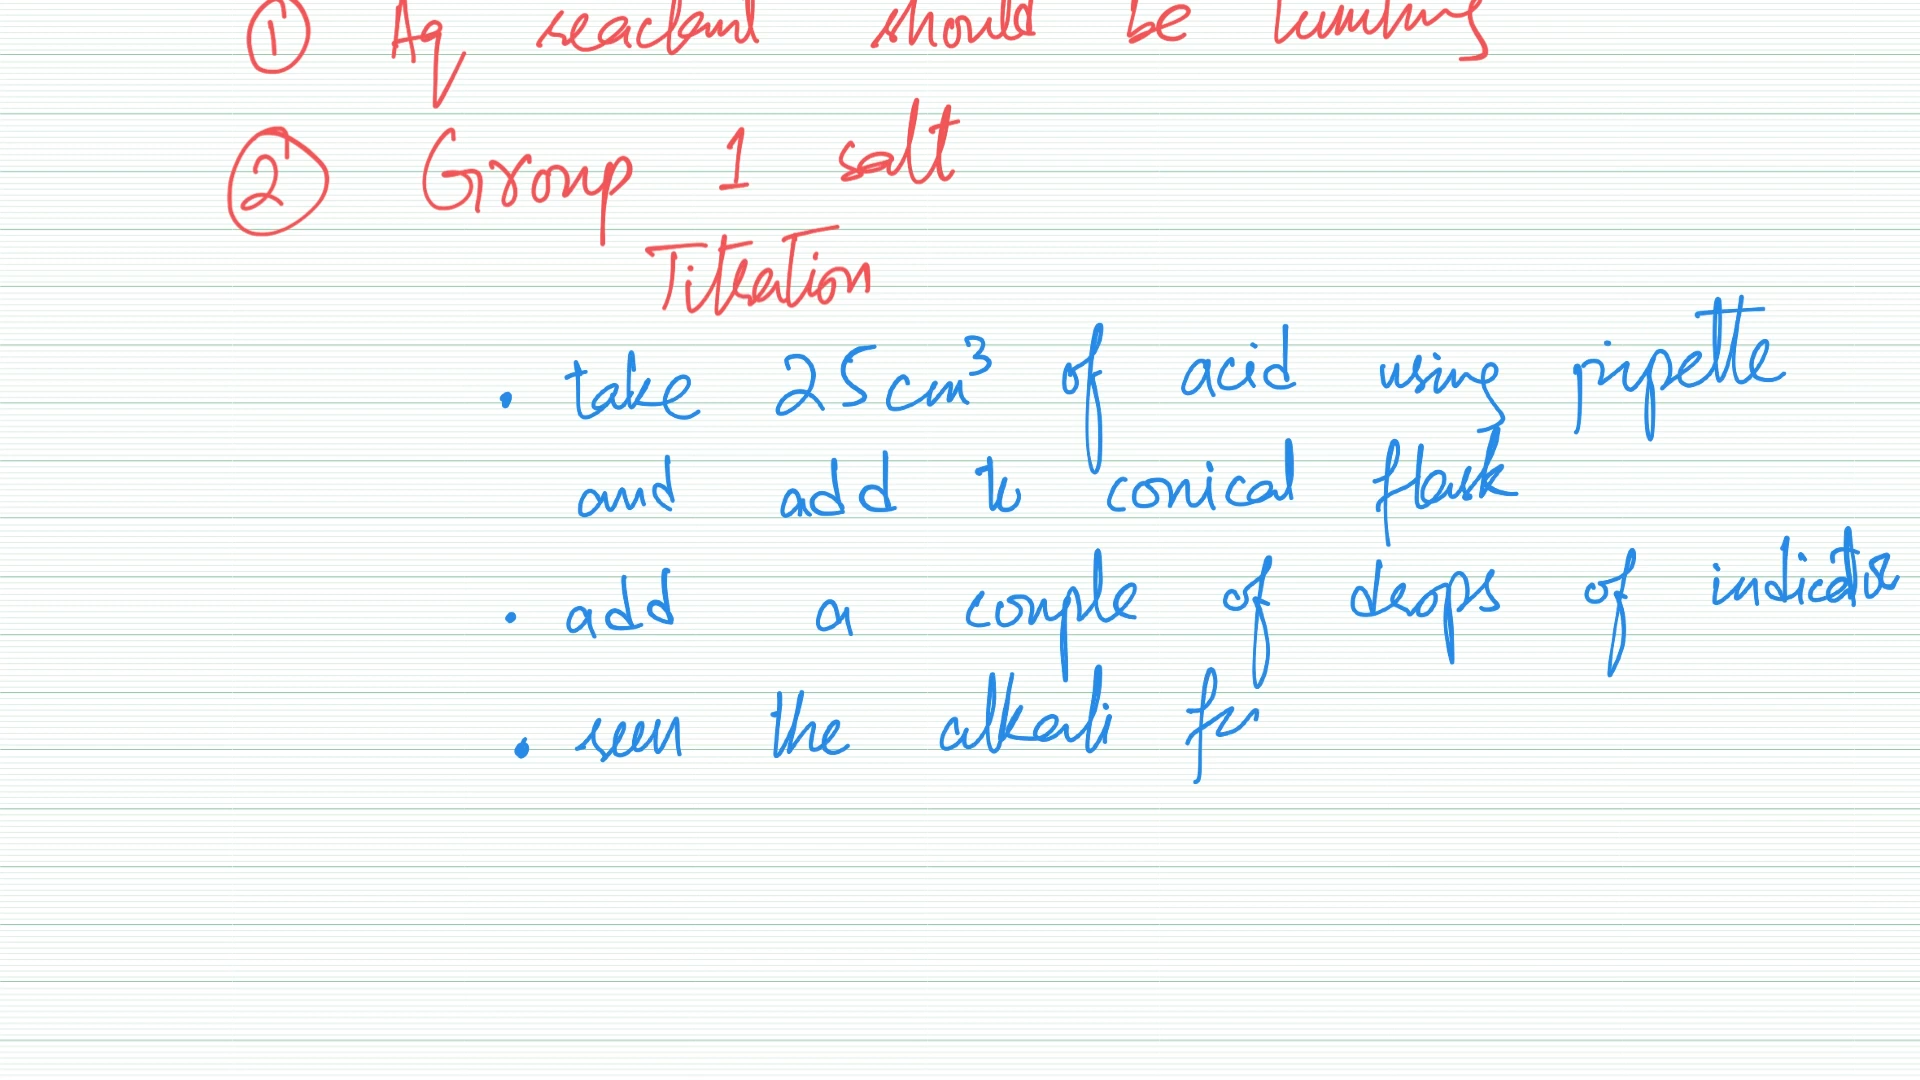 ① Aq reactant should be limiting
② Group 1 salt
Titration
• take 25cm³ of acid using pipette
and add to conical flask
• add a couple of drops of indicator
• run the alkali fr